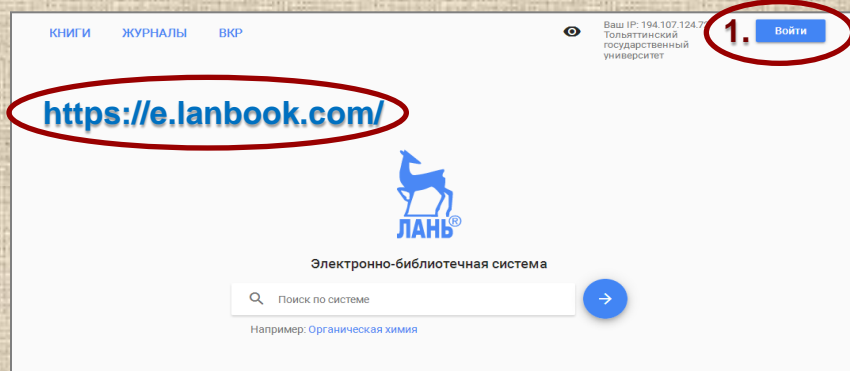 КНИГИ ЖУРНАЛЫ ВКР
Ваш IP: 194.107.124.7
Тольяттинский
государственный
университет
1. Войти
https://e.lanbook.com/
ЛАНЬ®
Электронно-библиотечная система
Поиск по системе
Например: Органическая химия